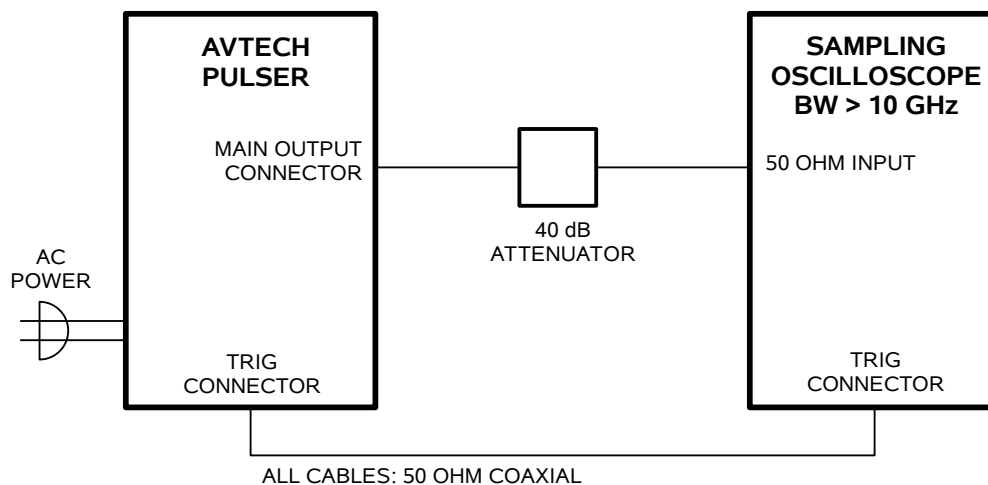 AVTECH
PULSER
MAIN OUTPUT
CONNECTOR
AC
POWER
TRIG
CONNECTOR
40 dB
ATTENUATOR
SAMPLING
OSCILLOSCOPE
BW > 10 GHz
50 OHM INPUT
TRIG
CONNECTOR
ALL CABLES: 50 OHM COAXIAL